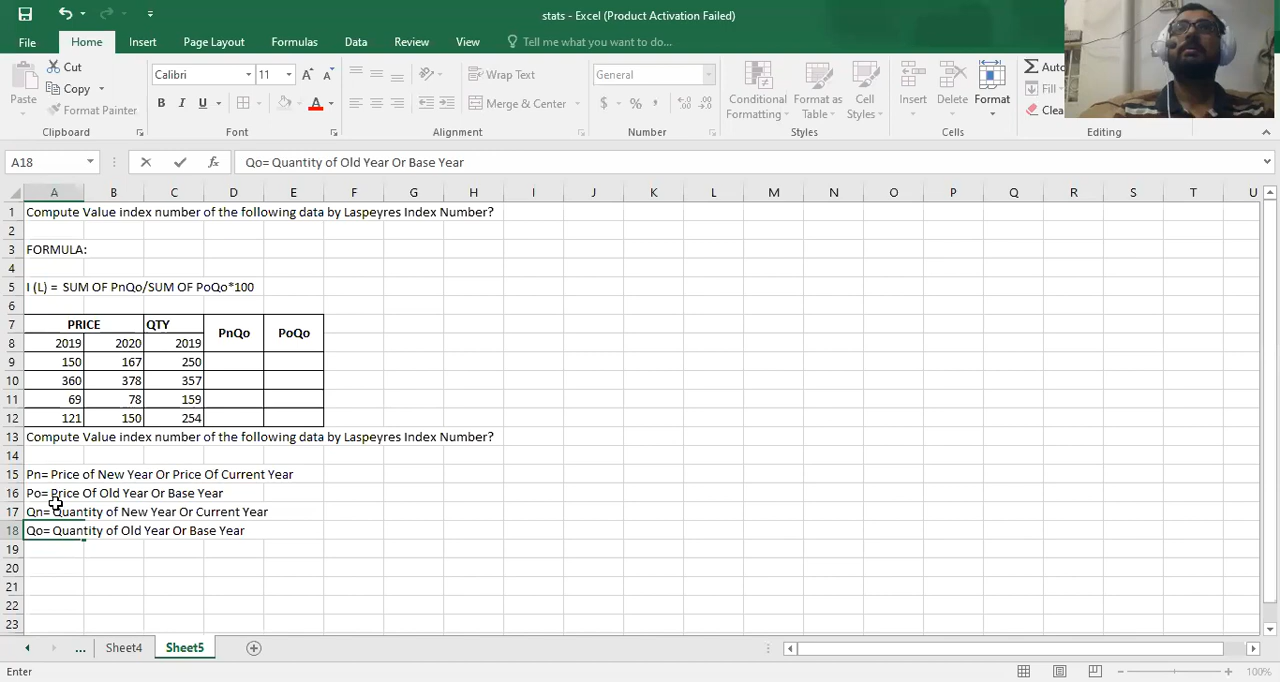 stats - Excel (Product Activation Failed)
File Home Insert Page Layout Formulas Data Review View Tell me what you want to do...
Paste
Cut
Copy
Format Painter
Clipboard
Calibri 11
B I U
Font
Wrap Text
Merge & Center
Alignment
General
$ % ,
Number
Conditional Formatting
Format as Table
Cell Styles
Styles
Insert Delete Format
Cells
Auto
Fill
Clea
Editing
A18 fx Qo= Quantity of Old Year Or Base Year
A B C D E F G H I J K L M N O P Q R S T U
1 Compute Value index number of the following data by Laspeyres Index Number?
2
3 FORMULA:
4
5 I (L) = SUM OF PnQo/SUM OF PoQo*100
6
7 PRICE QTY PnQo PoQo
8 2019 2020 2019
9 150 167 250
10 360 378 357
11 69 78 159
12 121 150 254
13 Compute Value index number of the following data by Laspeyres Index Number?
14
15 Pn= Price of New Year Or Price Of Current Year
16 Po= Price Of Old Year Or Base Year
17 Qn= Quantity of New Year Or Current Year
18 Qo= Quantity of Old Year Or Base Year
19
20
21
22
23
... Sheet4 Sheet5
Enter 100%